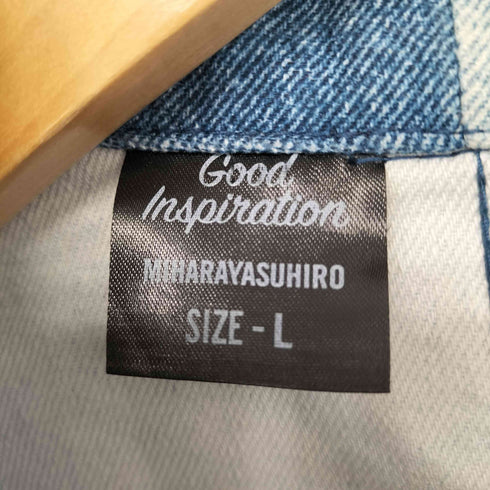 Good
Inspiration
MIHARAYASUHIRO
SIZE - L